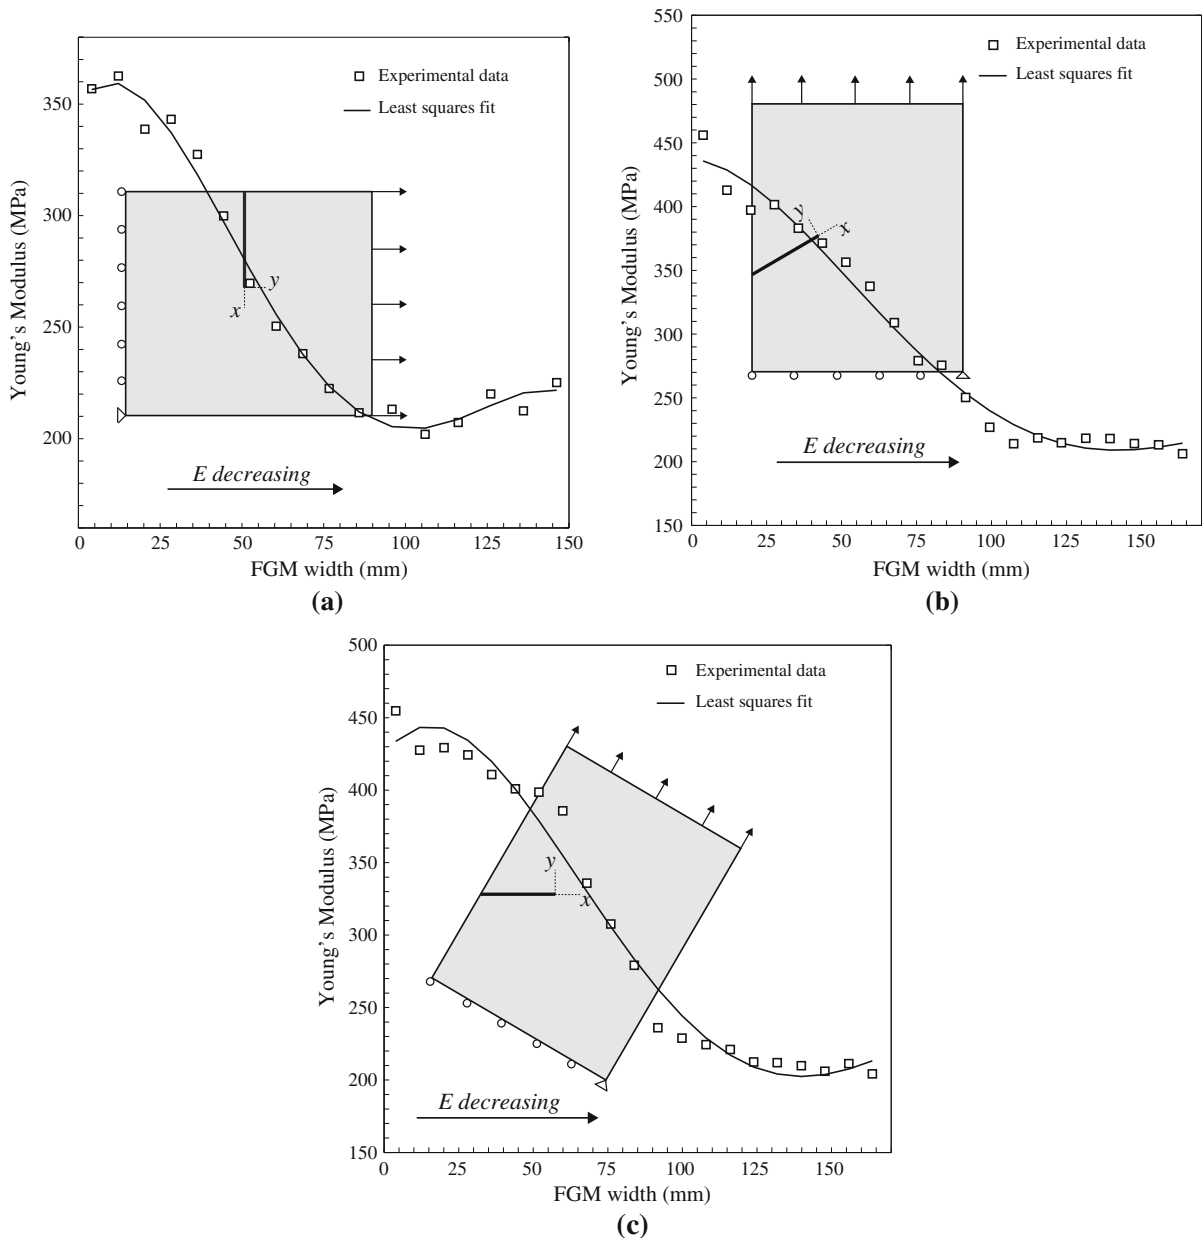 350
300
250
200
Young's Modulus (MPa)
Experimental data
Least squares fit
y
x
E decreasing
0 25 50 75 100 125 150
FGM width (mm)
(a)
550
500
450
400
350
300
250
200
150
Young's Modulus (MPa)
Experimental data
Least squares fit
y
x
E decreasing
0 25 50 75 100 125 150
FGM width (mm)
(b)
500
450
400
350
300
250
200
150
Young's Modulus (MPa)
Experimental data
Least squares fit
y
x
E decreasing
0 25 50 75 100 125 150
FGM width (mm)
(c)